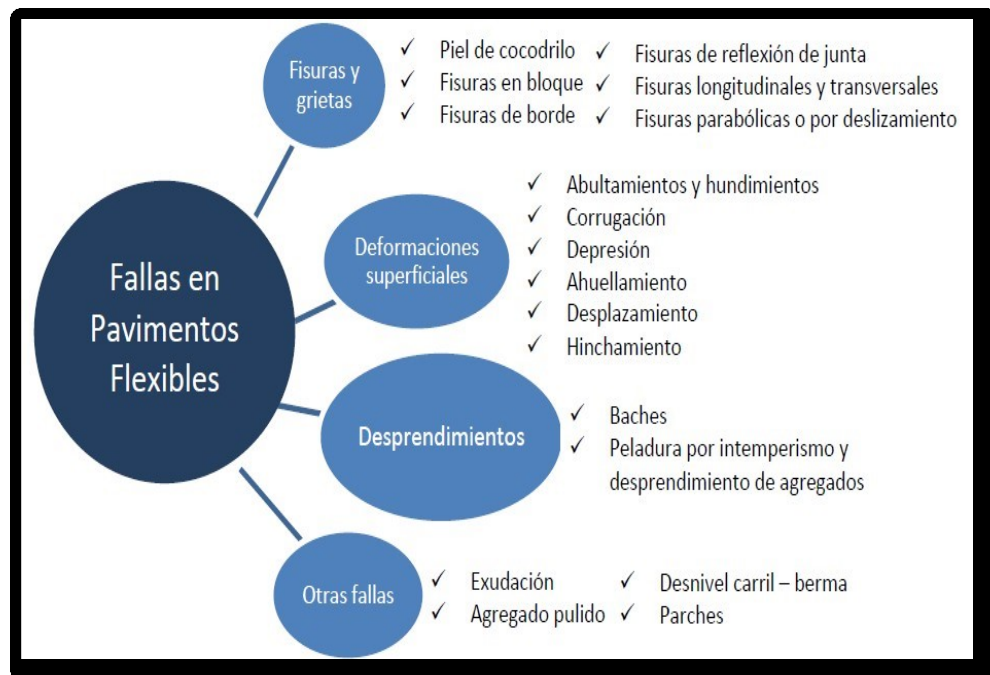 Fallas en
Pavimentos
Flexibles
Fisuras y
grietas
✓ Piel de cocodrilo
✓ Fisuras en bloque
✓ Fisuras de borde
✓ Fisuras de reflexión de junta
✓ Fisuras longitudinales y transversales
✓ Fisuras parabólicas o por deslizamiento
Deformaciones
superficiales
✓ Abultamientos y hundimientos
✓ Corrugación
✓ Depresión
✓ Ahuellamiento
✓ Desplazamiento
✓ Hinchamiento
Desprendimientos
✓ Baches
✓ Peladura por intemperismo y
desprendimiento de agregados
Otras fallas
✓ Exudación
✓ Agregado pulido
✓ Desnivel carril – berma
✓ Parches